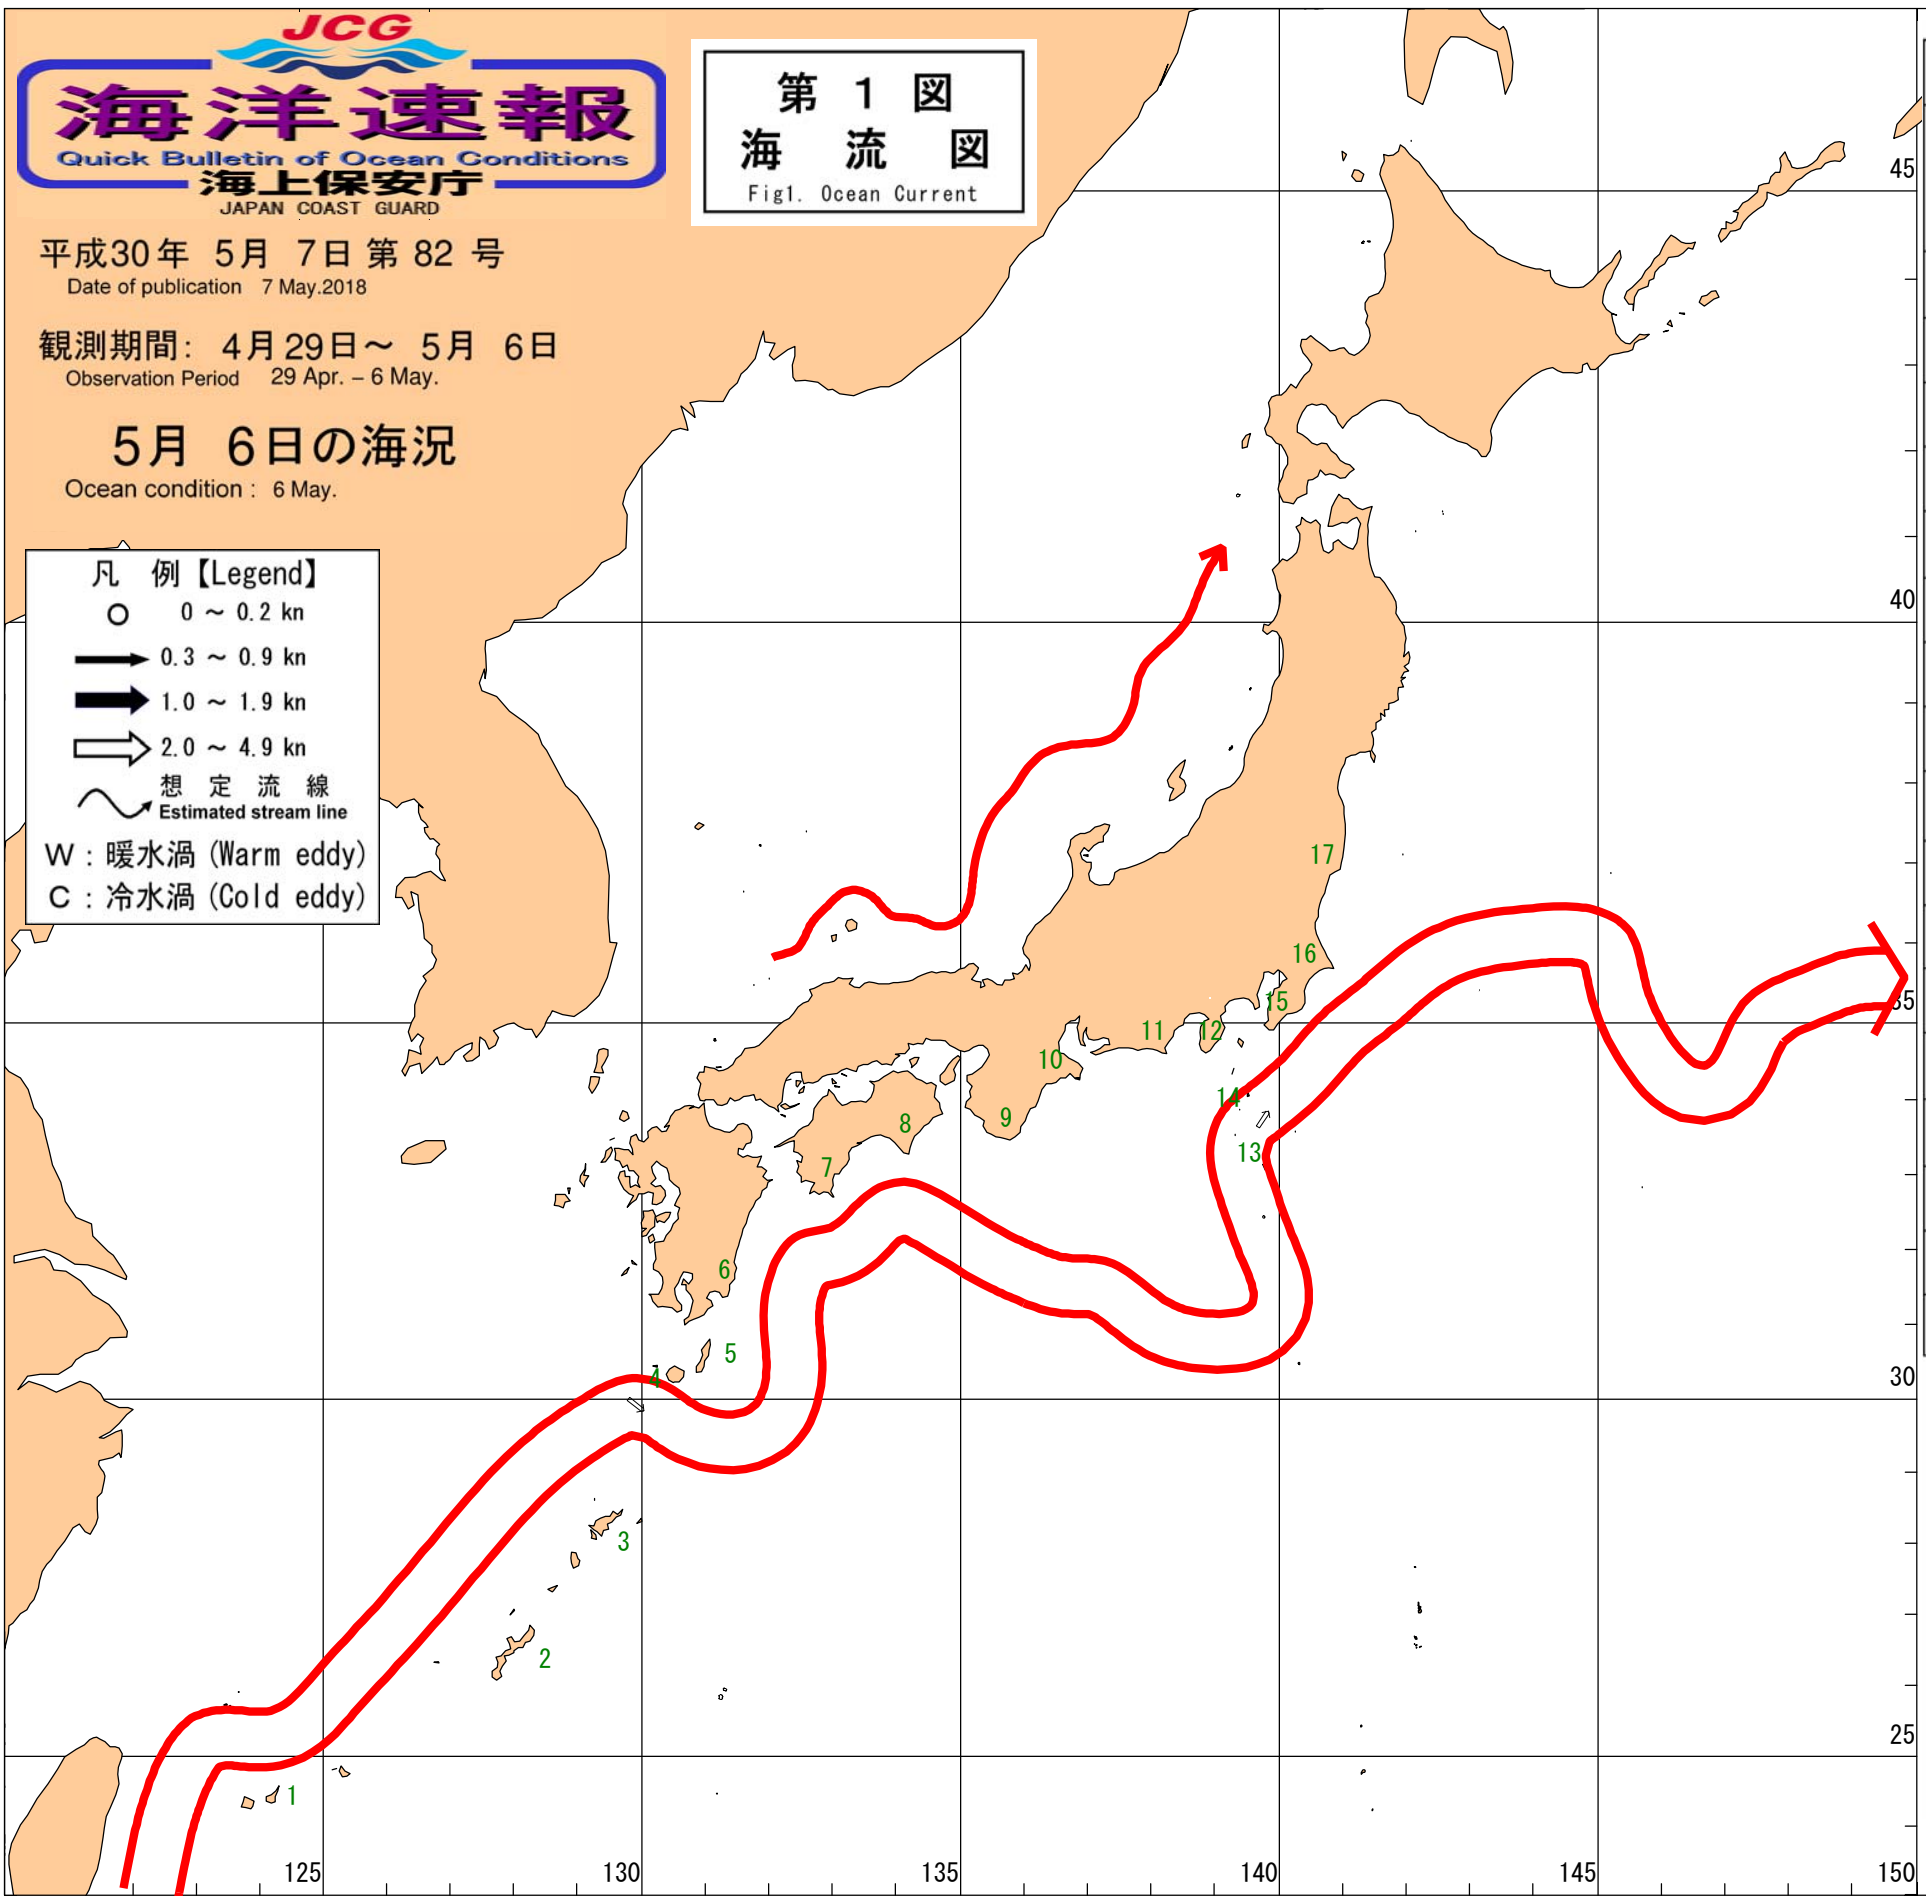 JCG
海洋速報
Quick Bulletin of Ocean Conditions
海上保安庁
JAPAN COAST GUARD
第 1 図
海 流 図
Fig1. Ocean Current
平成30年 5月 7日 第 82 号
Date of publication 7 May.2018
観測期間: 4月29日～ 5月 6日
Observation Period 29 Apr. – 6 May.
5月 6日の海況
Ocean condition : 6 May.
凡 例【Legend】
0 ～ 0.2 kn
0.3 ～ 0.9 kn
1.0 ～ 1.9 kn
2.0 ～ 4.9 kn
想 定 流 線
Estimated stream line
W : 暖水渦 (Warm eddy)
C : 冷水渦 (Cold eddy)
45
40
35
30
25
17
16
15
12
11
10
14
13
9
8
7
6
5
4
3
2
1
125
130
135
140
145
150